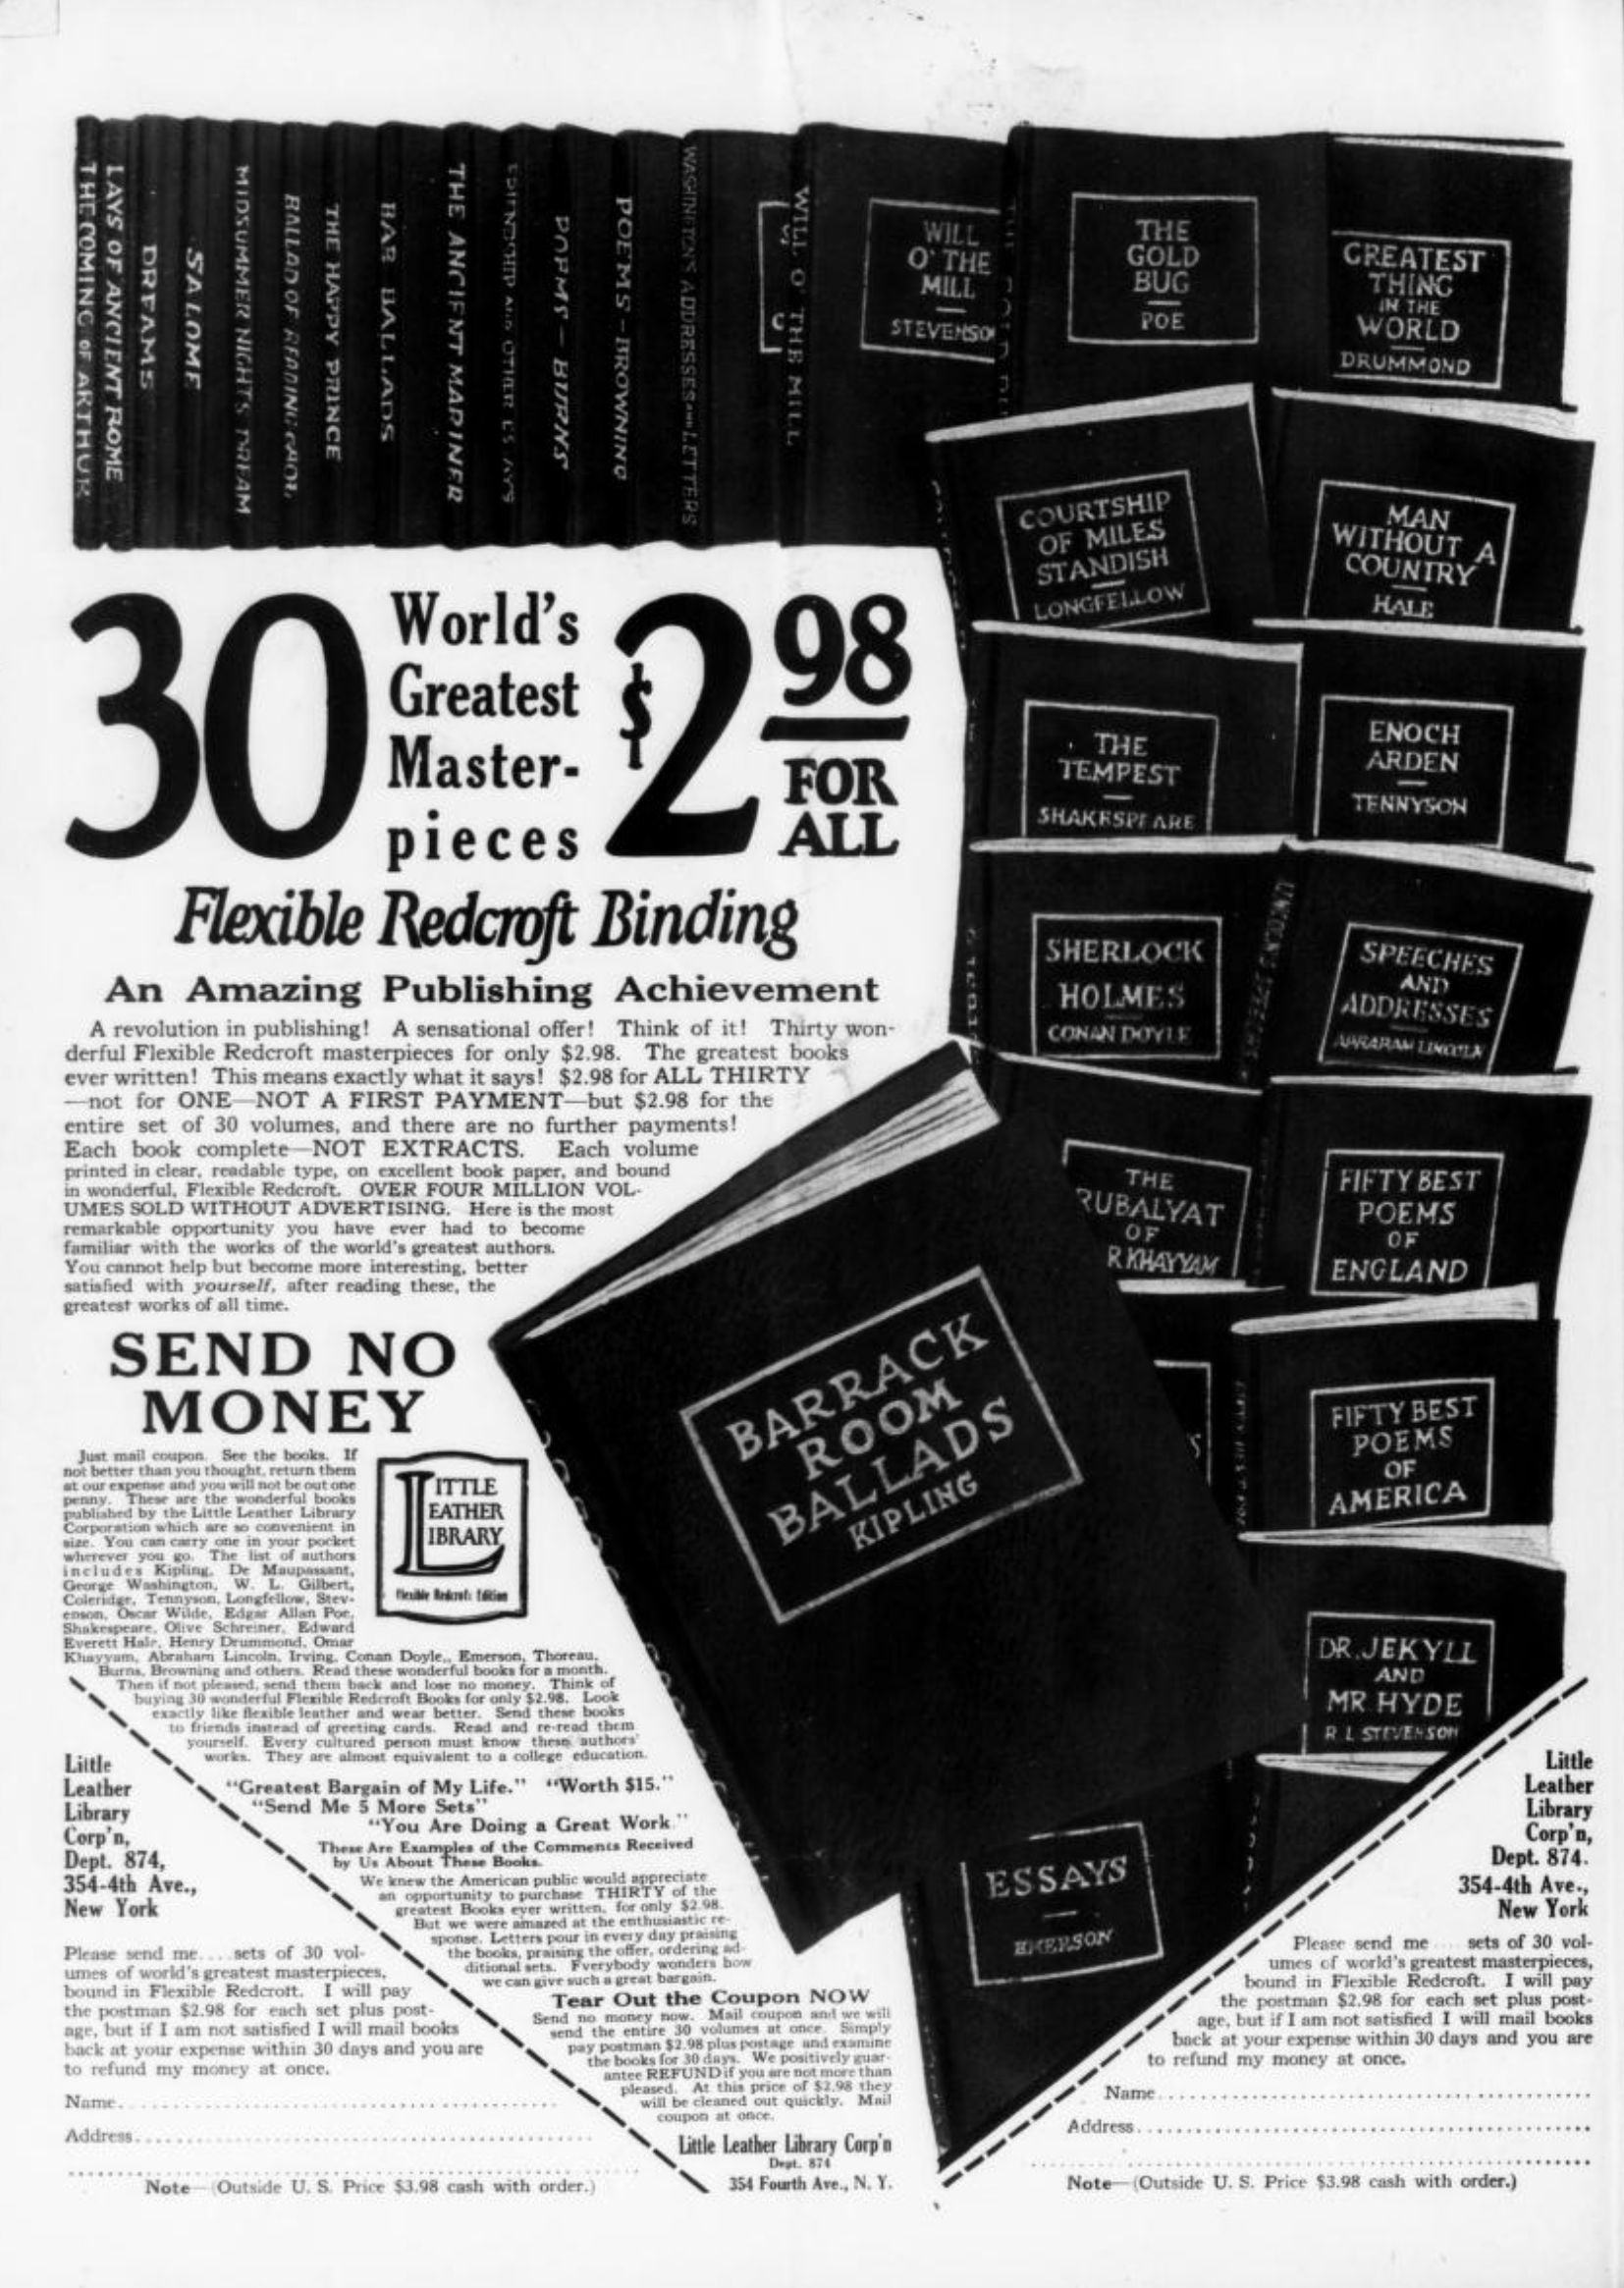 THE COMING OF ARTHUR
LAYS OF ANCIENT ROME
DREAMS
SALOME
MIDSUMMER NIGHT'S DREAM
BALLAD OF READING GAOL
THE HAPPY PRINCE
BAB BALLADS
THE ANCIENT MARINER
FRIENDSHIP AND OTHER ESSAYS
POEMS-BURNS
POEMS-BROWNING
WASHINGTON'S ADDRESSES AND LETTERS
WILL O' THE MILL
WILL
O' THE
MILL
STEVENSON
THE
GOLD
BUG
POE
GREATEST
THING
IN THE
WORLD
DRUMMOND
COURTSHIP
OF MILES
STANDISH
LONGFELLOW
MAN
WITHOUT A
COUNTRY
HALE
THE
TEMPEST
SHAKESPEARE
ENOCH
ARDEN
TENNYSON
SHERLOCK
HOLMES
CONAN DOYLE
SPEECHES
AND
ADDRESSES
ABRAHAM LINCOLN
THE
RUBALYAT
OF
R KHAYYAM
FIFTY BEST
POEMS
OF
ENGLAND
FIFTY BEST
POEMS
OF
AMERICA
BARRACK
ROOM
BALLADS
KIPLING
DR. JEKYLL
AND
MR HYDE
R L STEVENSON
ESSAYS
EMERSON
30 World's
Greatest
Master-
pieces
$2 98
FOR
ALL
Flexible Redcroft Binding
An Amazing Publishing Achievement
A revolution in publishing! A sensational offer! Think of it! Thirty won-
derful Flexible Redcroft masterpieces for only $2.98. The greatest books
ever written! This means exactly what it says! $2.98 for ALL THIRTY
—not for ONE—NOT A FIRST PAYMENT—but $2.98 for the
entire set of 30 volumes, and there are no further payments!
Each book complete—NOT EXTRACTS. Each volume
printed in clear, readable type, on excellent book paper, and bound
in wonderful, Flexible Redcroft. OVER FOUR MILLION VOL-
UMES SOLD WITHOUT ADVERTISING. Here is the most
remarkable opportunity you have ever had to become
familiar with the works of the world's greatest authors.
You cannot help but become more interesting, better
satisfied with yourself, after reading these, the
greatest works of all time.
SEND NO
MONEY
Just mail coupon. See the books. If
not better than you thought, return them
at our expense and you will not be out one
penny. These are the wonderful books
published by the Little Leather Library
Corporation which are so convenient in
size. You can carry one in your pocket
wherever you go. The list of authors
includes Kipling, De Maupassant,
George Washington, W. L. Gilbert,
Coleridge, Tennyson, Longfellow, Stev-
enson, Oscar Wilde, Edgar Allan Poe,
Shakespeare, Olive Schreiner, Edward
Everett Hale, Henry Drummond, Omar
Khayyam, Abraham Lincoln, Irving, Conan Doyle,, Emerson, Thoreau,
Burns, Browning and others. Read these wonderful books for a month.
Then if not pleased, send them back and lose no money. Think of
buying 30 wonderful Flexible Redcroft Books for only $2.98. Look
exactly like flexible leather and wear better. Send these books
to friends instead of greeting cards. Read and re-read them
yourself. Every cultured person must know these authors'
works. They are almost equivalent to a college education.
LITTLE
LEATHER
LIBRARY
Flexible Redcroft Edition
"Greatest Bargain of My Life." "Worth $15."
"Send Me 5 More Sets"
"You Are Doing a Great Work."
These Are Examples of the Comments Received
by Us About These Books.
We knew the American public would appreciate
an opportunity to purchase THIRTY of the
greatest Books ever written, for only $2.98.
But we were amazed at the enthusiastic re-
sponse. Letters pour in every day praising
the books, praising the offer, ordering ad-
ditional sets. Everybody wonders how
we can give such a great bargain.
Tear Out the Coupon NOW
Send no money now. Mail coupon and we will
send the entire 30 volumes at once. Simply
pay postman $2.98 plus postage and examine
the books for 30 days. We positively guar-
antee REFUND if you are not more than
pleased. At this price of $2.98 they
will be cleaned out quickly. Mail
coupon at once.
Little Leather Library Corp'n
Dept. 874
354 Fourth Ave., N. Y.
Little
Leather
Library
Corp'n,
Dept. 874,
354-4th Ave.,
New York
Please send me.... sets of 30 vol-
umes of world's greatest masterpieces,
bound in Flexible Redcroft. I will pay
the postman $2.98 for each set plus post-
age, but if I am not satisfied I will mail books
back at your expense within 30 days and you are
to refund my money at once.
Name
Address
Note—(Outside U. S. Price $3.98 cash with order.)
Little
Leather
Library
Corp'n,
Dept. 874.
354-4th Ave.,
New York
Please send me .... sets of 30 vol-
umes of world's greatest masterpieces,
bound in Flexible Redcroft. I will pay
the postman $2.98 for each set plus post-
age, but if I am not satisfied I will mail books
back at your expense within 30 days and you are
to refund my money at once.
Name
Address
Note—(Outside U. S. Price $3.98 cash with order.)